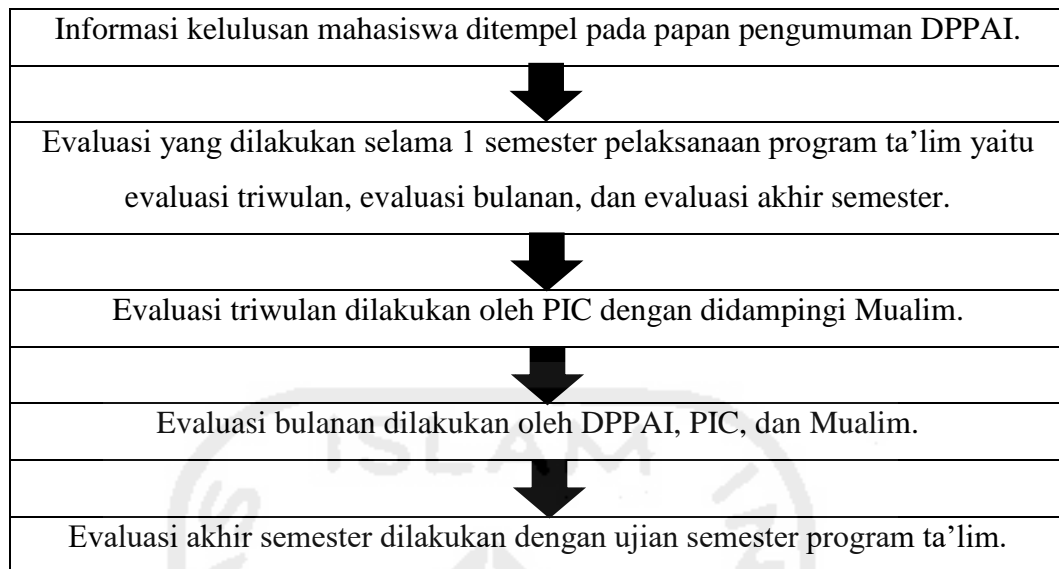 Informasi kelulusan mahasiswa ditempel pada papan pengumuman DPPAI.
Evaluasi yang dilakukan selama 1 semester pelaksanaan program ta’lim yaitu
evaluasi triwulan, evaluasi bulanan, dan evaluasi akhir semester.
Evaluasi triwulan dilakukan oleh PIC dengan didampingi Mualim.
Evaluasi bulanan dilakukan oleh DPPAI, PIC, dan Mualim.
ISLAM IN
Evaluasi akhir semester dilakukan dengan ujian semester program ta’lim.